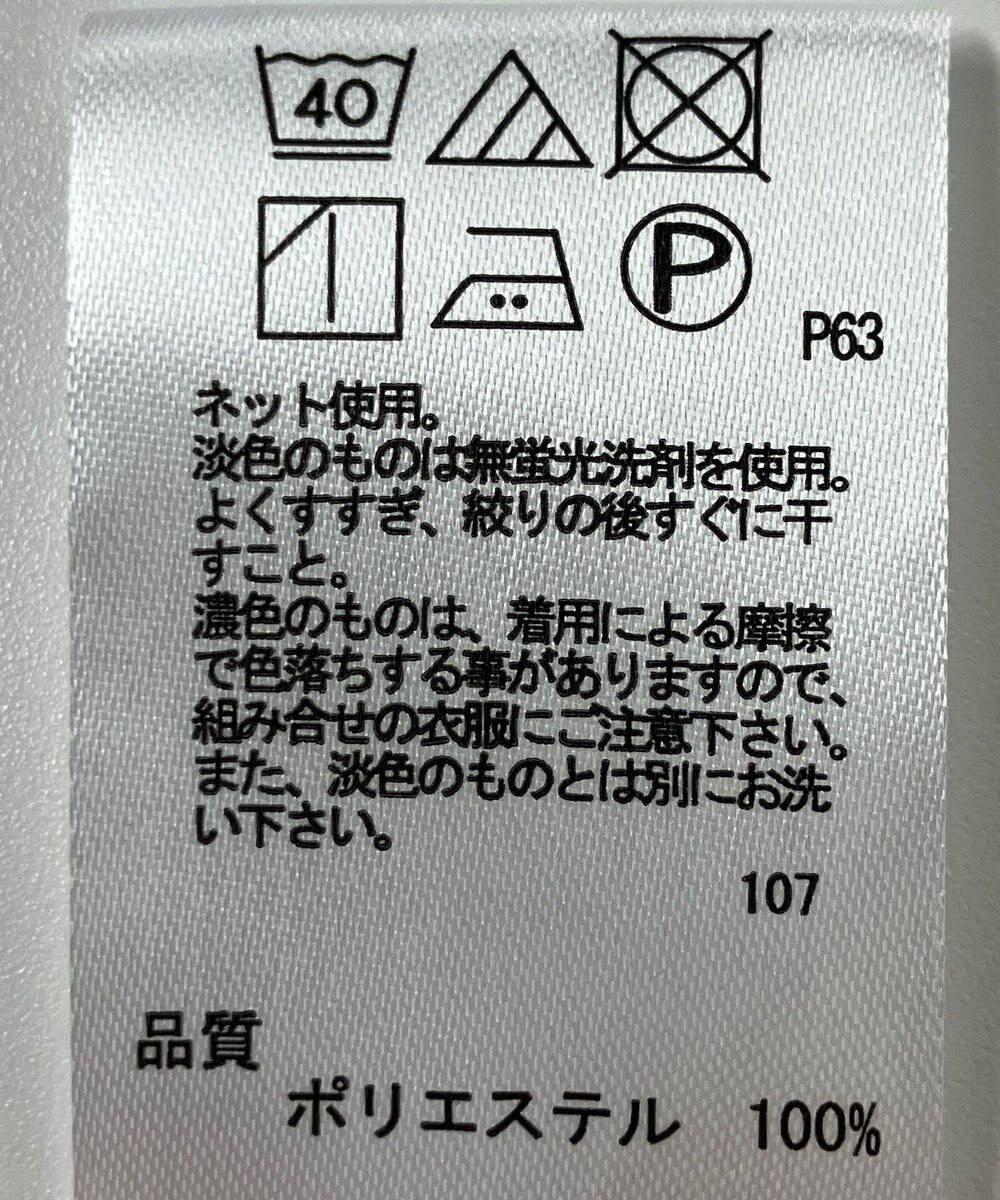 40
P
P63
ネット使用。
淡色のものは無蛍光洗剤を使用。
よくすすぎ、絞りの後すぐに干
すこと。
濃色のものは、着用による摩擦
で色落ちする事がありますので、
組み合せの衣服にご注意下さい。
また、淡色のものとは別にお洗
い下さい。
107
品質
ポリエステル 100%